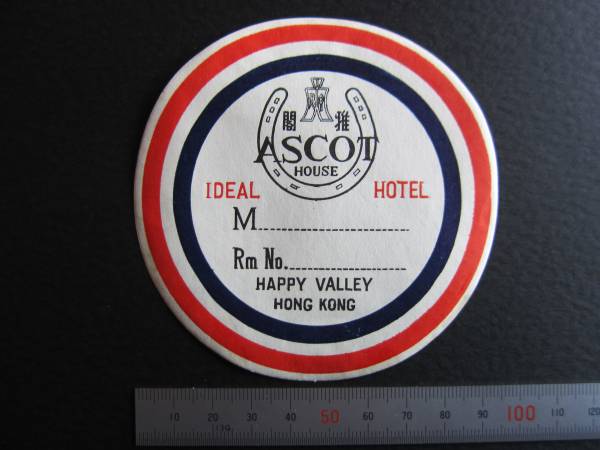 閣 雅
ASCOT
HOUSE
IDEAL HOTEL
M
Rm No.
HAPPY VALLEY
HONG KONG
10 20 30 40 50 60 70 80 90 100 110 120